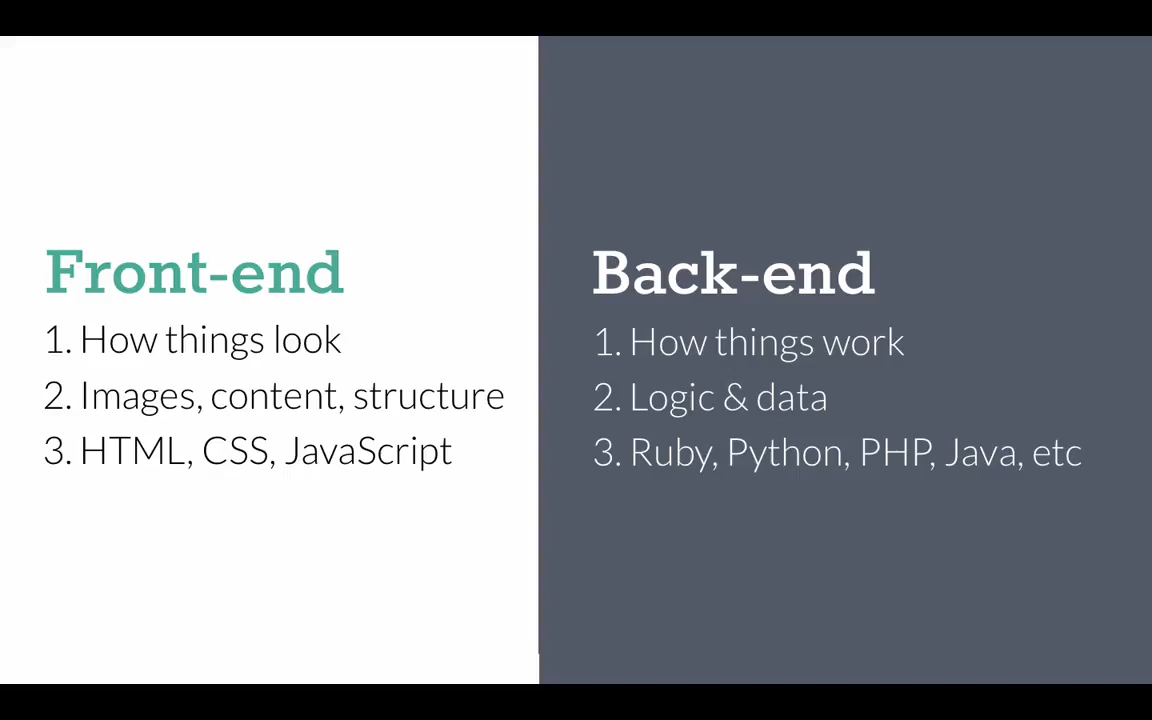 Front-end
1. How things look
2. Images, content, structure
3. HTML, CSS, JavaScript
Back-end
1. How things work
2. Logic & data
3. Ruby, Python, PHP, Java, etc